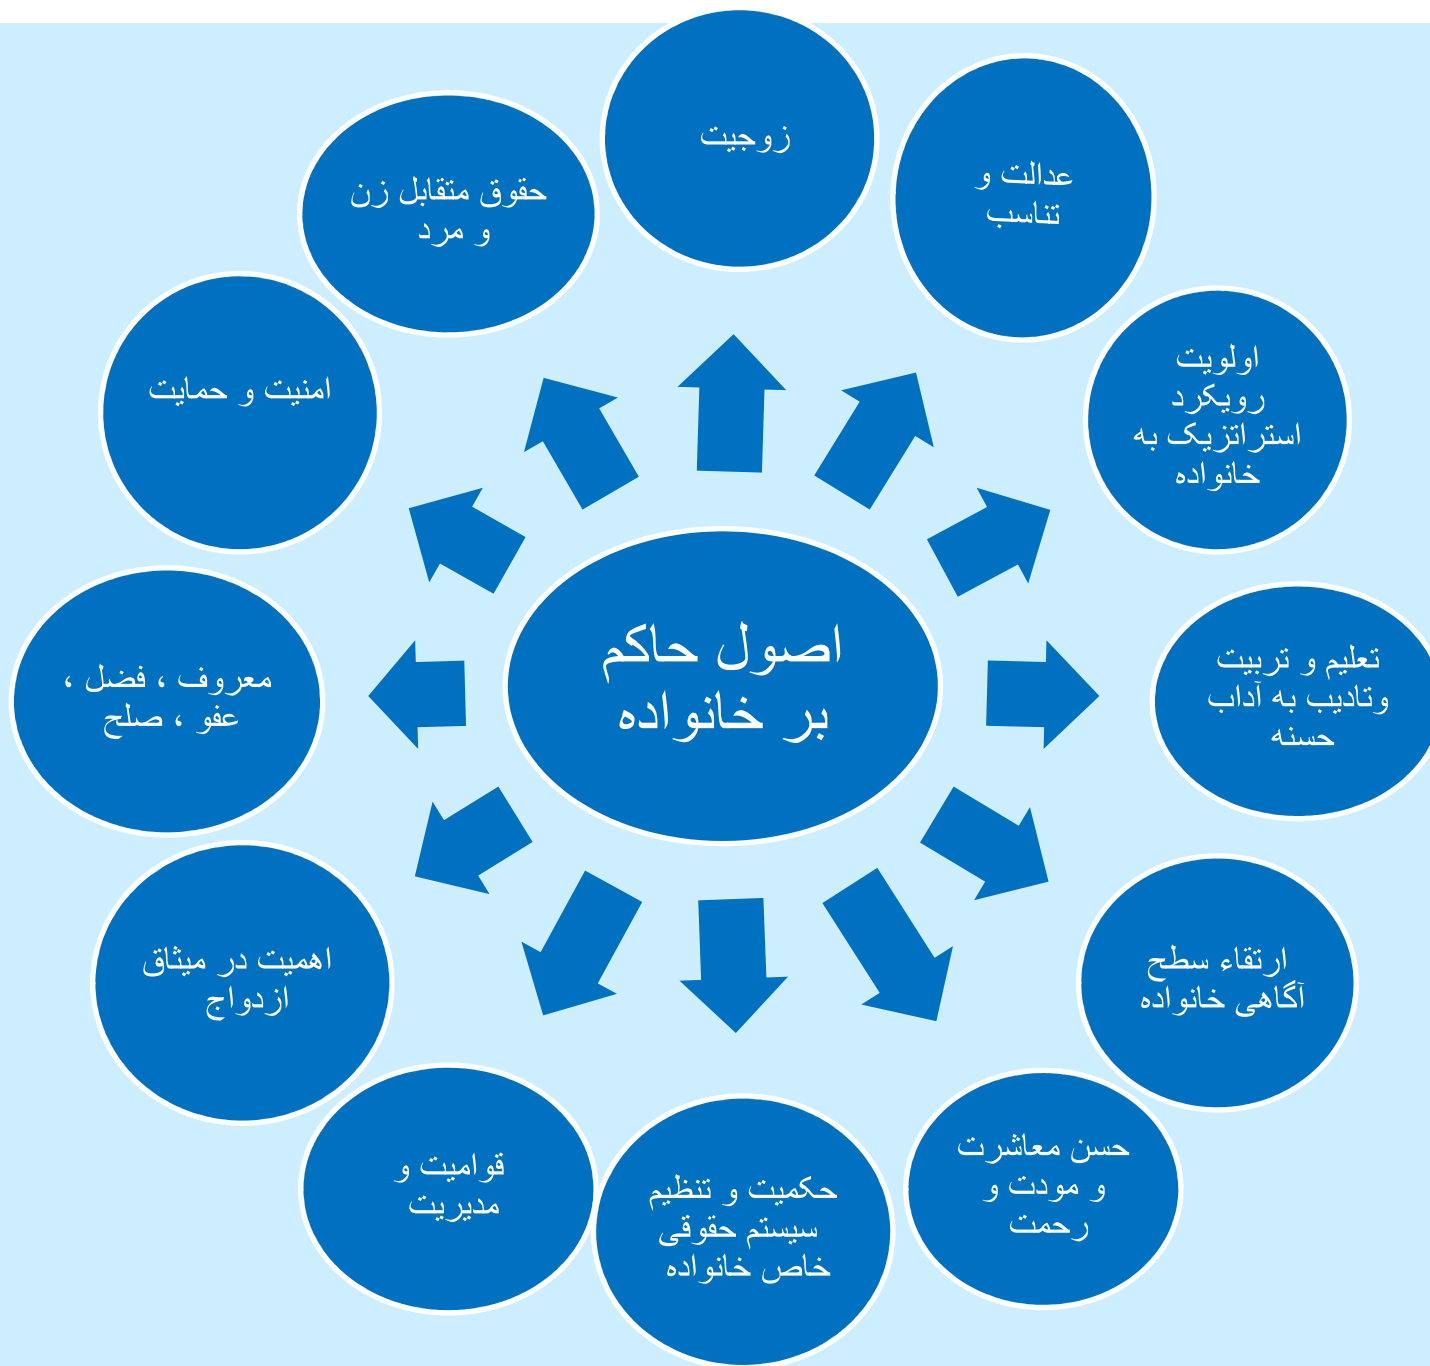 زوجیت
عدالت و
تناسب
اولویت
رویکرد
استراتژیک به
خانواده
تعلیم و تربیت
وتادیب به آداب
حسنه
ارتقاء سطح
آگاهی خانواده
حسن معاشرت
و مودت و
رحمت
حکمیت و تنظیم
سیستم حقوقی
خاص خانواده
قوامیت و
مدیریت
اهمیت در میثاق
ازدواج
معروف ، فضل ،
عفو ، صلح
امنیت و حمایت
حقوق متقابل زن
و مرد
اصول حاکم
بر خانواده